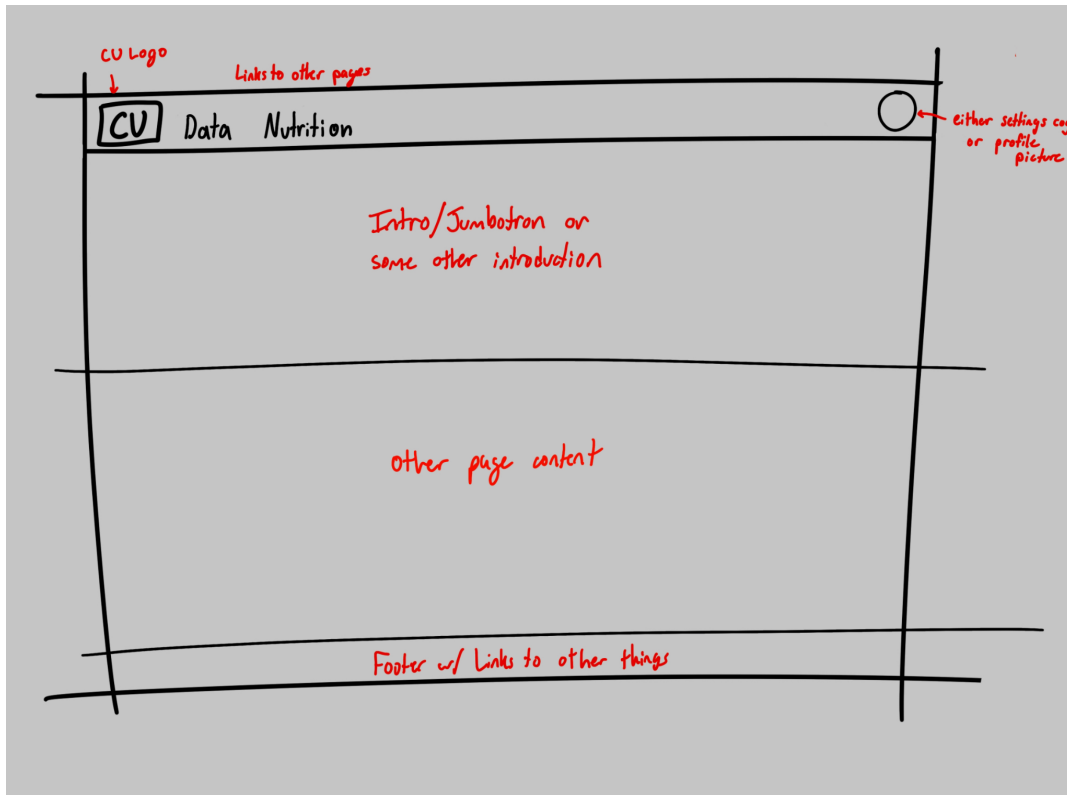 CU Logo
Links to other pages
CU Data Nutrition
either settings cog
or profile
picture
Intro/Jumbotron or
some other introduction
Other page content
Footer w/ Links to other things